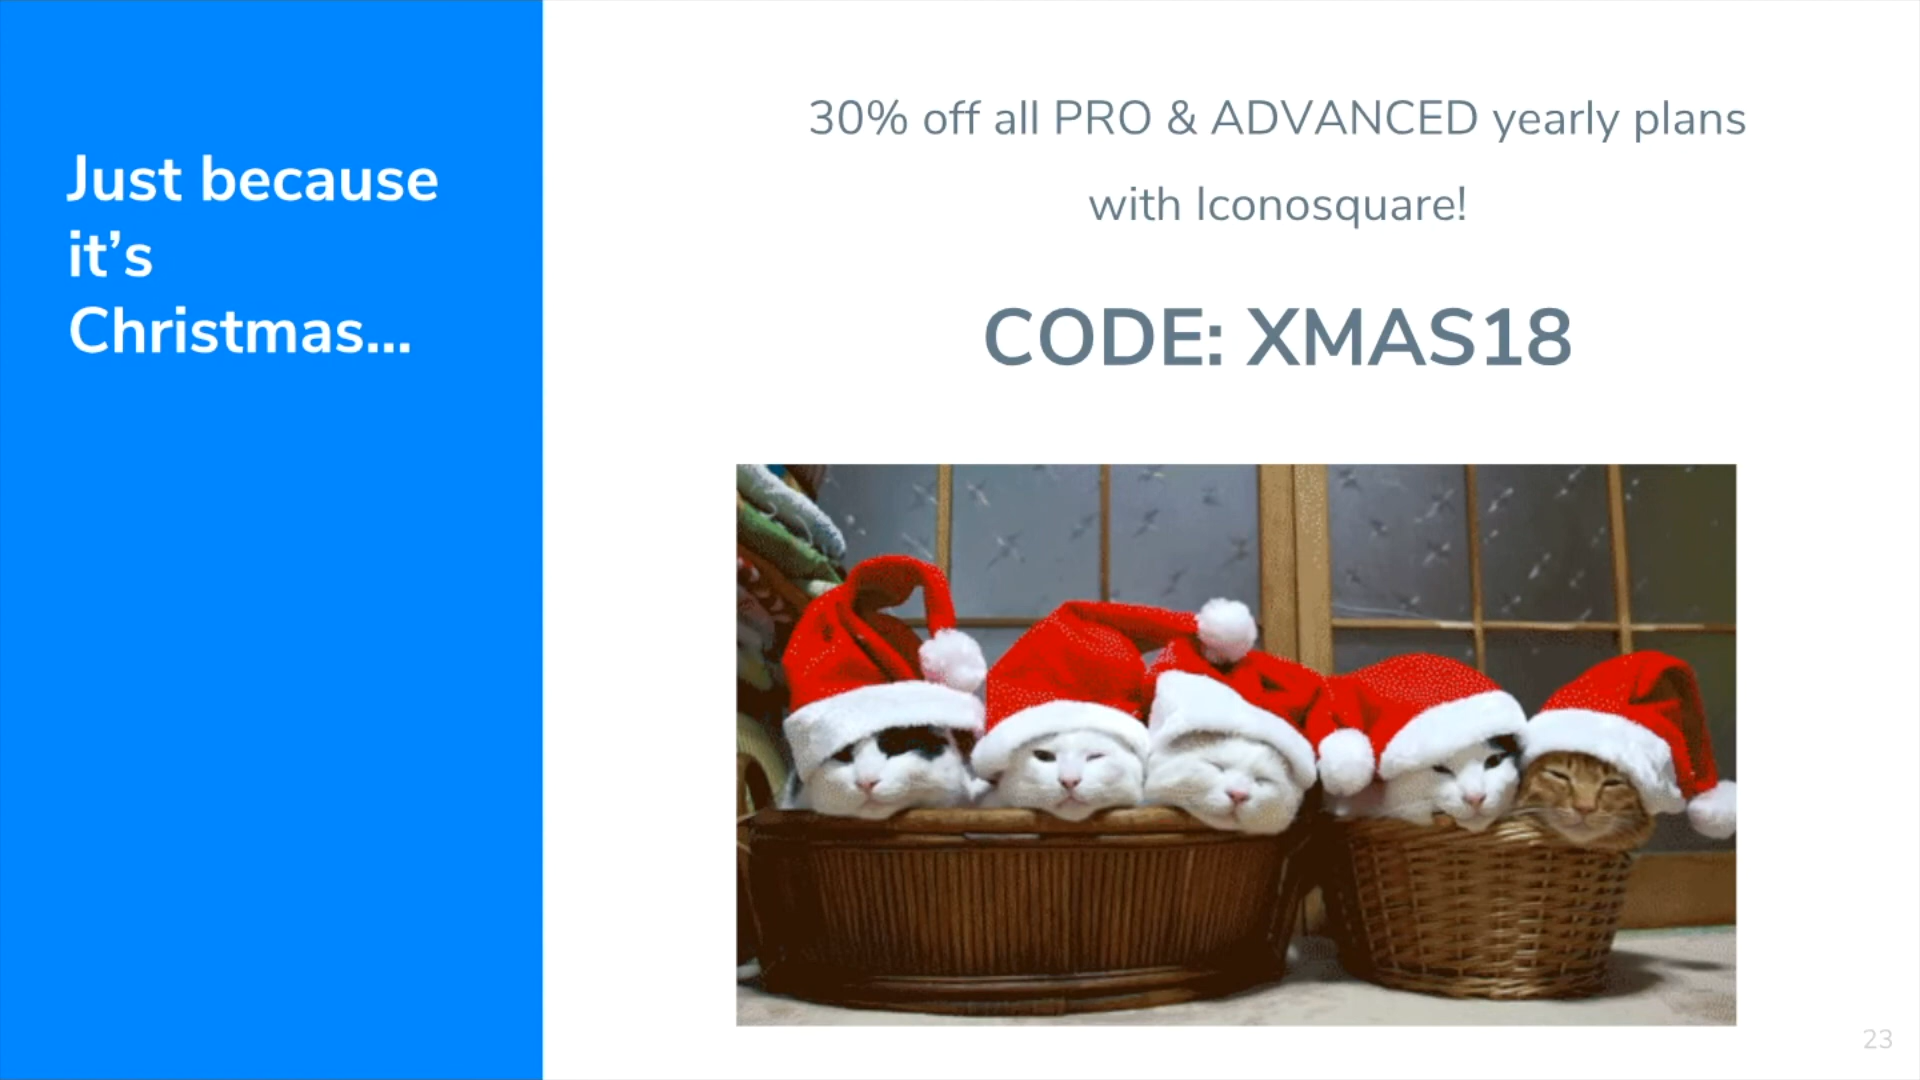 Just because
it’s
Christmas...
30% off all PRO & ADVANCED yearly plans
with Iconosquare!
CODE: XMAS18
23